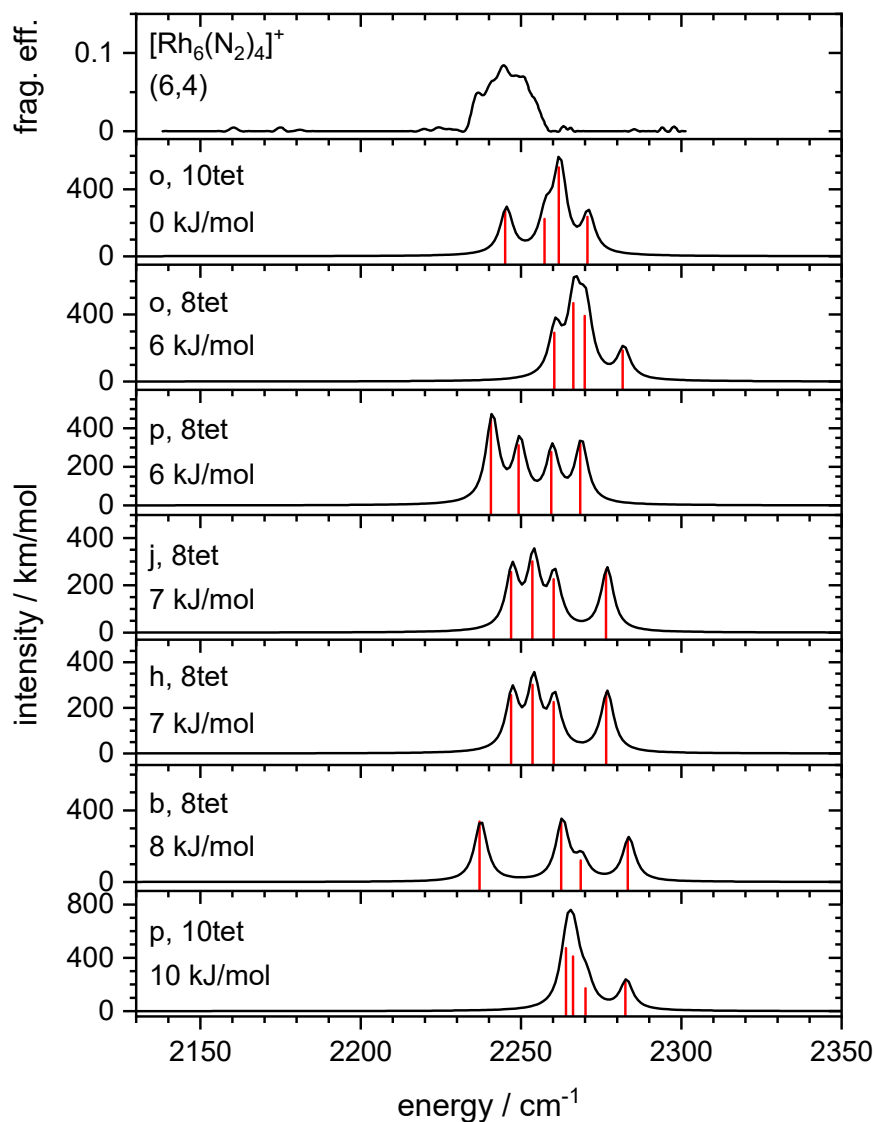 [Rh₆(N₂)₄]⁺
(6,4)
frag. eff.
0.1
0
o, 10tet
0 kJ/mol
400
0
o, 8tet
6 kJ/mol
400
0
p, 8tet
6 kJ/mol
400
200
0
j, 8tet
7 kJ/mol
400
200
0
h, 8tet
7 kJ/mol
400
200
0
b, 8tet
8 kJ/mol
400
0
p, 10tet
10 kJ/mol
800
400
0
intensity / km/mol
2150 2200 2250 2300 2350
energy / cm⁻¹